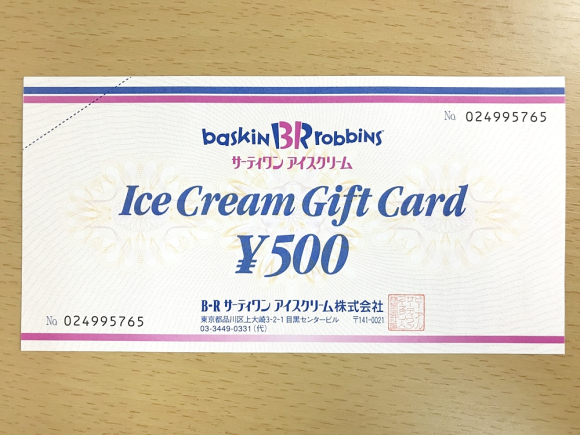 № 024995765
baskin BR robbins
サーティワン アイスクリーム
Ice Cream Gift Card
¥500
B-R サーティワン アイスクリーム株式会社
東京都品川区上大崎3-2-1 目黒センタービル 〒141-0021
03-3449-0331（代）
№ 024995765